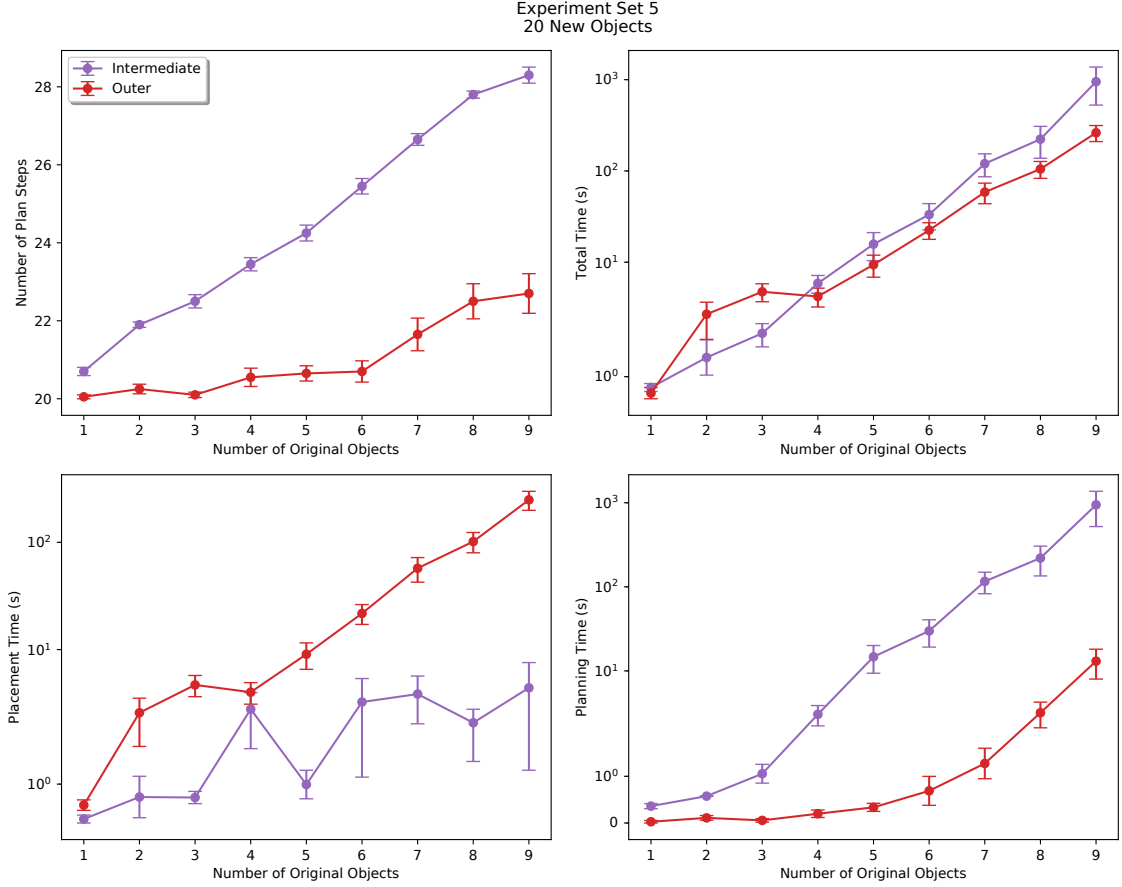 Experiment Set 5
20 New Objects
Intermediate
Outer
Number of Plan Steps
28
26
24
22
20
1 2 3 4 5 6 7 8 9
Number of Original Objects
Total Time (s)
10³
10²
10¹
10⁰
1 2 3 4 5 6 7 8 9
Number of Original Objects
Placement Time (s)
10²
10¹
10⁰
1 2 3 4 5 6 7 8 9
Number of Original Objects
Planning Time (s)
10³
10²
10¹
10⁰
0
1 2 3 4 5 6 7 8 9
Number of Original Objects